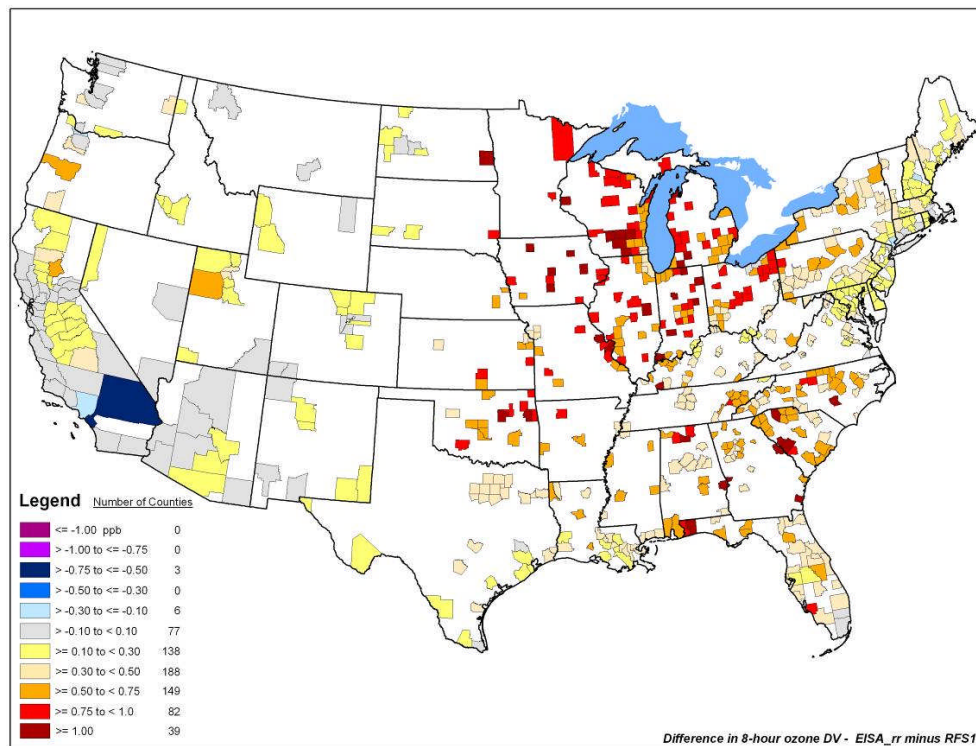 Legend Number of Counties
<= -1.00 ppb 0
> -1.00 to <= -0.75 0
> -0.75 to <= -0.50 3
> -0.50 to <= -0.30 0
> -0.30 to <= -0.10 6
> -0.10 to < 0.10 77
>= 0.10 to < 0.30 138
>= 0.30 to < 0.50 188
>= 0.50 to < 0.75 149
>= 0.75 to < 1.0 82
>= 1.00 39
Difference in 8-hour ozone DV - EISA_rr minus RFS1